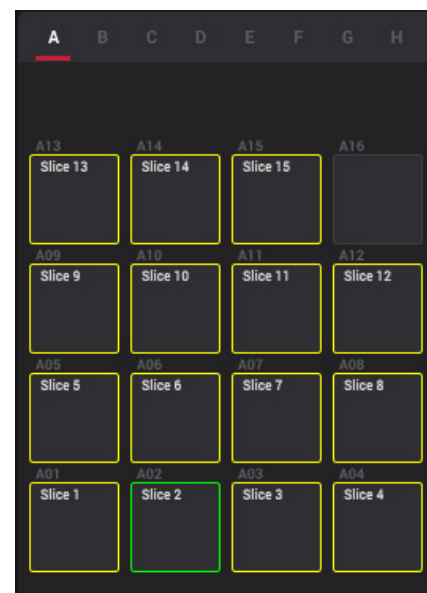 A B C D E F G H
A13 A14 A15 A16
Slice 13 Slice 14 Slice 15
A09 A10 A11 A12
Slice 9 Slice 10 Slice 11 Slice 12
A05 A06 A07 A08
Slice 5 Slice 6 Slice 7 Slice 8
A01 A02 A03 A04
Slice 1 Slice 2 Slice 3 Slice 4